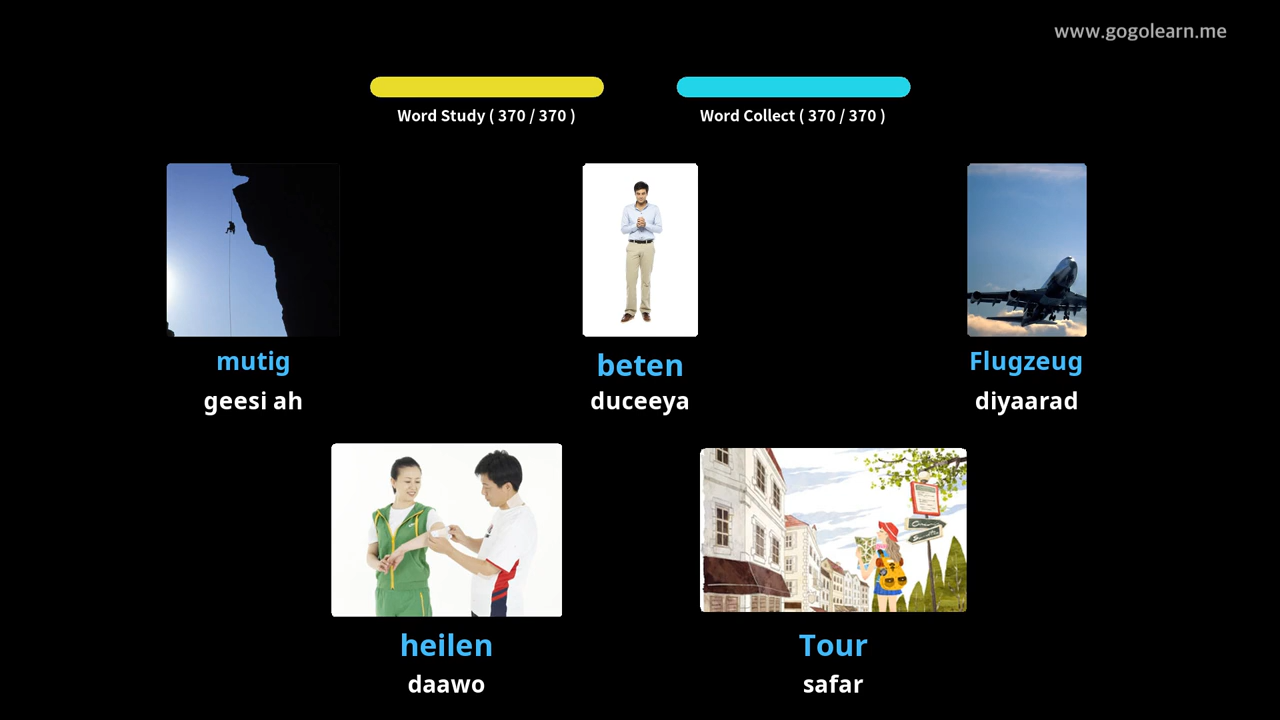 www.gogolearn.me
Word Study ( 370 / 370 )
Word Collect ( 370 / 370 )
mutig
geesi ah
beten
duceeya
Flugzeug
diyaarad
heilen
daawo
Tour
safar